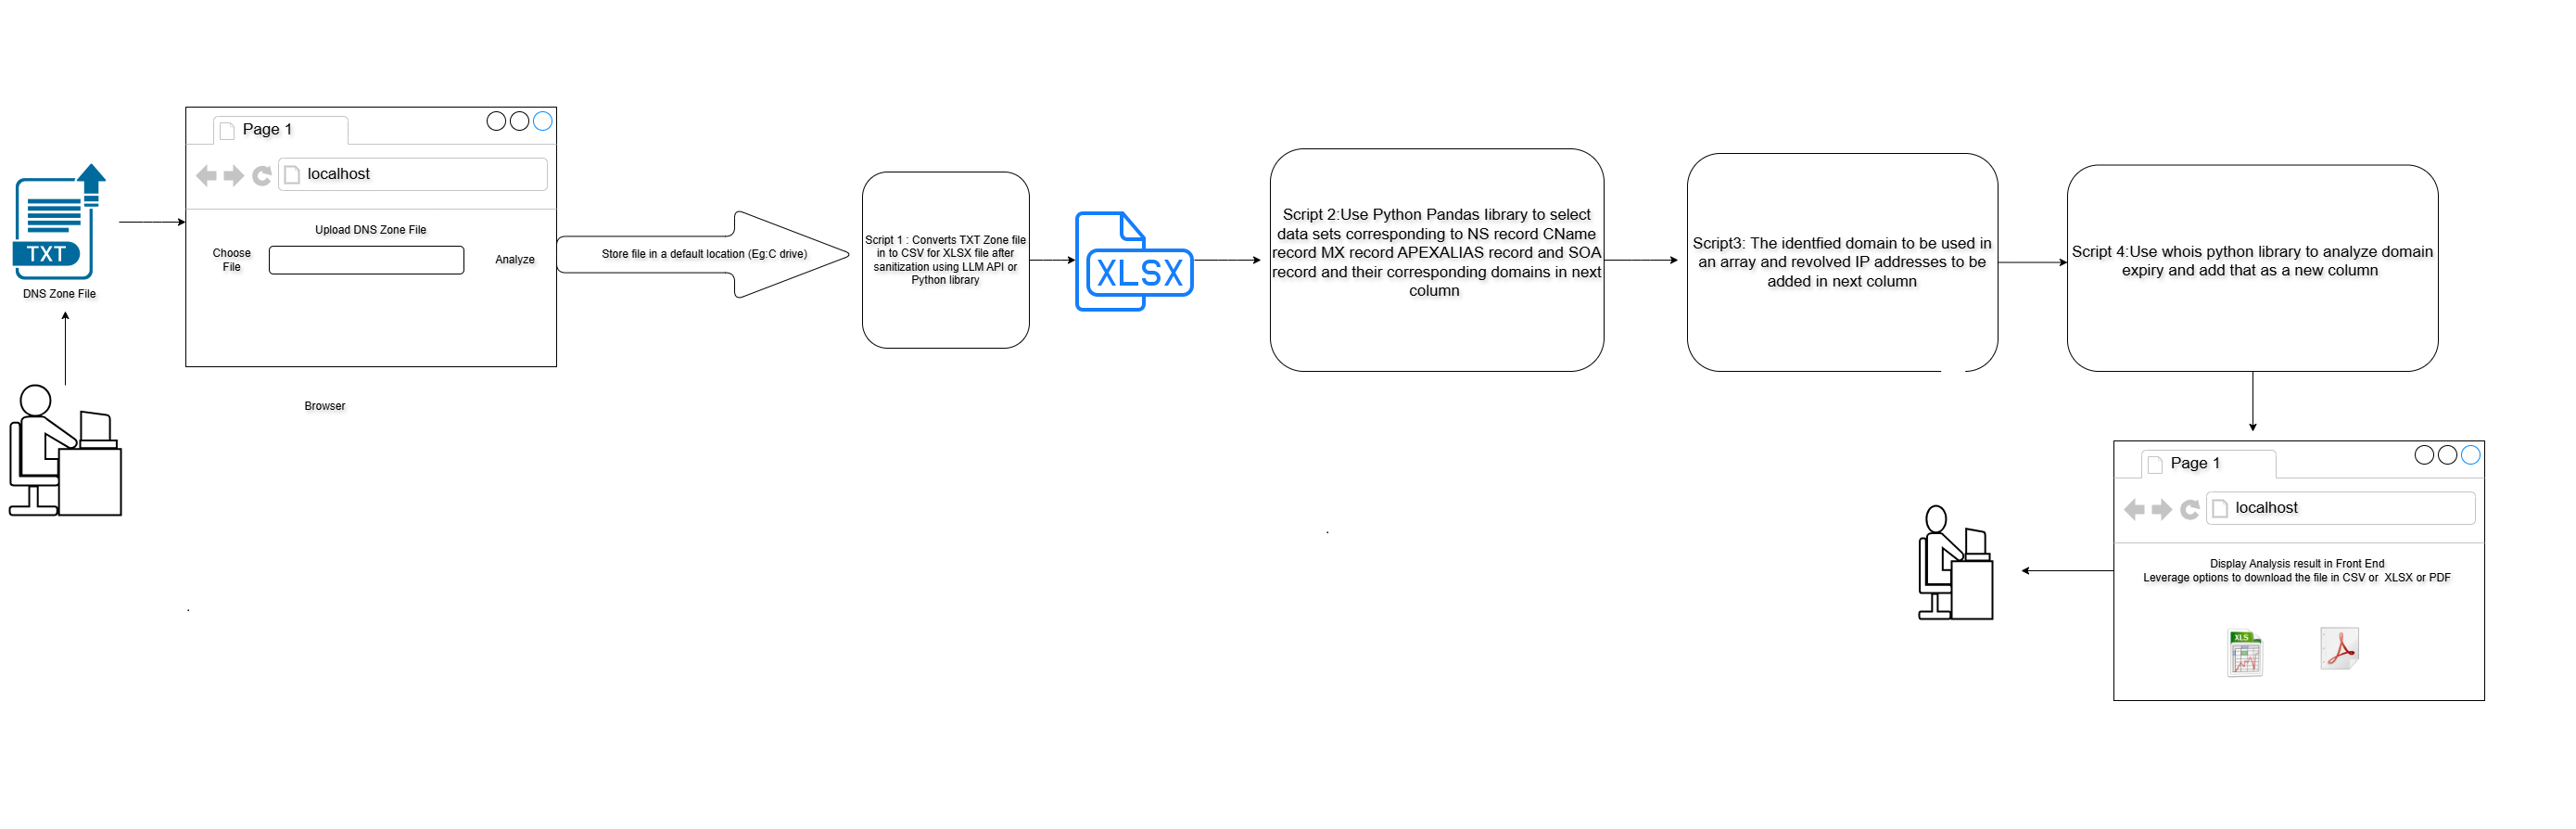 TXT
DNS Zone File
Page 1
localhost
Upload DNS Zone File
Choose
File
Analyze
Browser
Store file in a default location (Eg:C drive)
Script 1 : Converts TXT Zone file
in to CSV for XLSX file after
sanitization using LLM API or
Python library
XLSX
Script 2:Use Python Pandas library to select
data sets corresponding to NS record CName
record MX record APEXALIAS record and SOA
record and their corresponding domains in next
column
Script3: The identfied domain to be used in
an array and revolved IP addresses to be
added in next column
Script 4:Use whois python library to analyze domain
expiry and add that as a new column
Page 1
localhost
Display Analysis result in Front End
Leverage options to download the file in CSV or XLSX or PDF
XLS